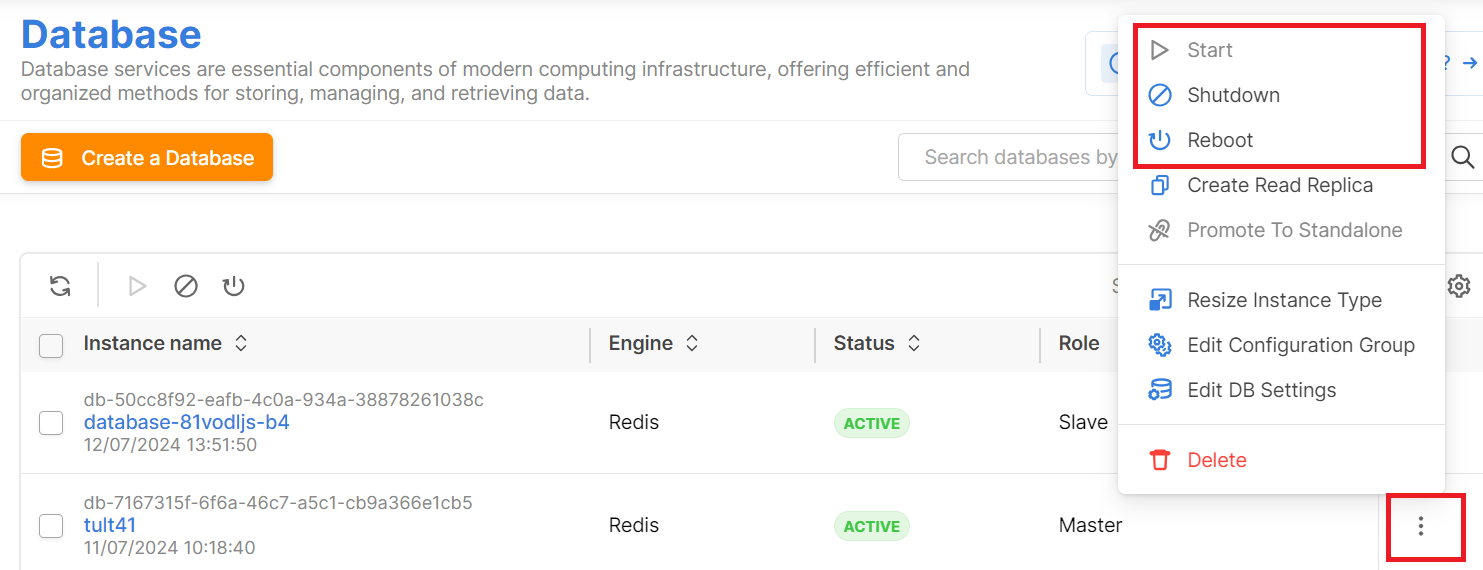 Database
Database services are essential components of modern computing infrastructure, offering efficient and
organized methods for storing, managing, and retrieving data.
?
Create a Database
Search databases by
Start
Shutdown
Reboot
Create Read Replica
Promote To Standalone
Resize Instance Type
Edit Configuration Group
Edit DB Settings
Delete
Instance name
Engine
Status
Role
db-50cc8f92-eafb-4c0a-934a-38878261038c
database-81vodljs-b4
12/07/2024 13:51:50
Redis
ACTIVE
Slave
db-7167315f-6f6a-46c7-a5c1-cb9a366e1cb5
tult41
11/07/2024 10:18:40
Redis
ACTIVE
Master